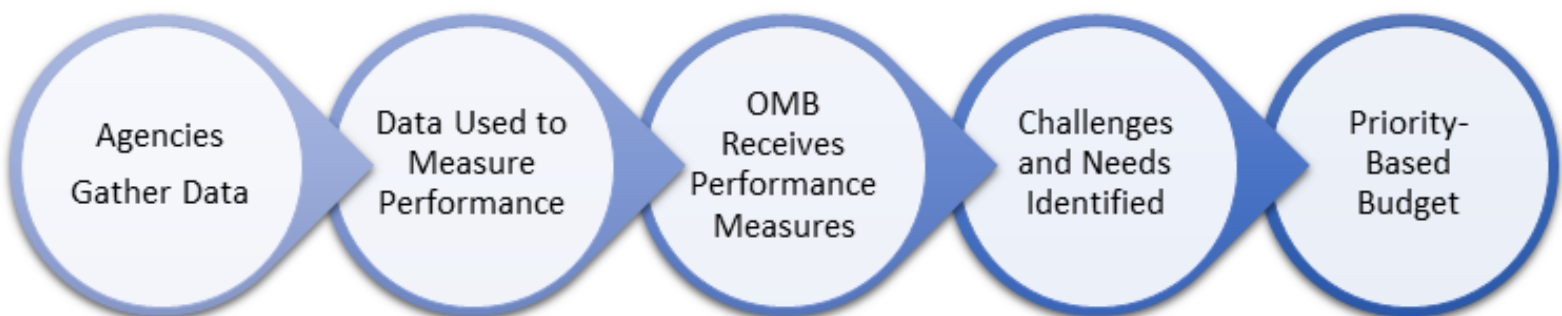 Agencies
Gather Data
Data Used to
Measure
Performance
OMB
Receives
Performance
Measures
Challenges
and Needs
Identified
Priority-
Based
Budget